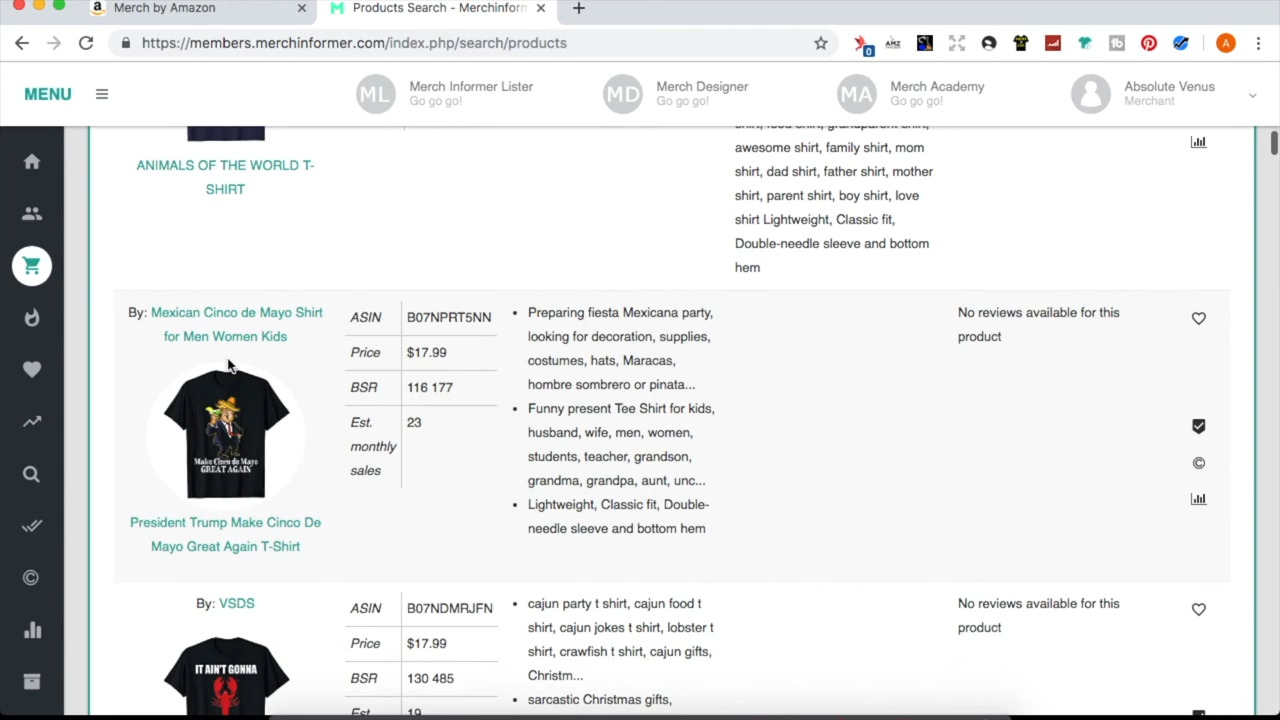 Merch by Amazon
Products Search - Merchinform
https://members.merchinformer.com/index.php/search/products
0
AMZ
tb
A
MENU
ML
Merch Informer Lister
Go go go!
MD
Merch Designer
Go go go!
MA
Merch Academy
Go go go!
Absolute Venus
Merchant
ANIMALS OF THE WORLD T-
SHIRT
awesome shirt, family shirt, mom
shirt, dad shirt, father shirt, mother
shirt, parent shirt, boy shirt, love
shirt Lightweight, Classic fit,
Double-needle sleeve and bottom
hem
By: Mexican Cinco de Mayo Shirt
for Men Women Kids
Make Cinco de Mayo
GREAT AGAIN
President Trump Make Cinco De
Mayo Great Again T-Shirt
ASIN B07NPRT5NN
Price $17.99
BSR 116 177
Est. 23
monthly
sales
Preparing fiesta Mexicana party,
looking for decoration, supplies,
costumes, hats, Maracas,
hombre sombrero or pinata...
Funny present Tee Shirt for kids,
husband, wife, men, women,
students, teacher, grandson,
grandma, grandpa, aunt, unc...
Lightweight, Classic fit, Double-
needle sleeve and bottom hem
No reviews available for this
product
By: VSDS
IT AIN'T GONNA
ASIN B07NDMRJFN
Price $17.99
BSR 130 485
Est. 19
cajun party t shirt, cajun food t
shirt, cajun jokes t shirt, lobster t
shirt, crawfish t shirt, cajun gifts,
Christm...
sarcastic Christmas gifts,
No reviews available for this
product